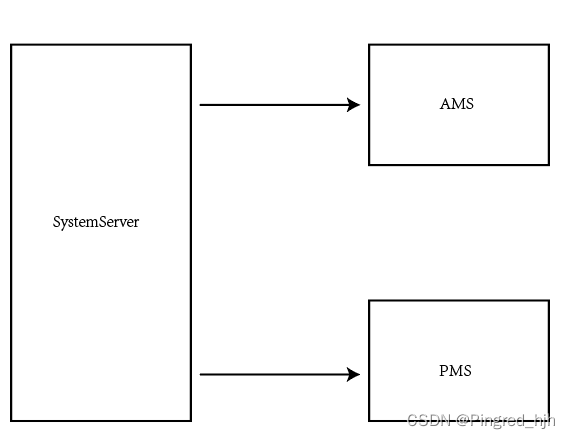 AMS
SystemServer
PMS
CSDN @Pingred_hjh